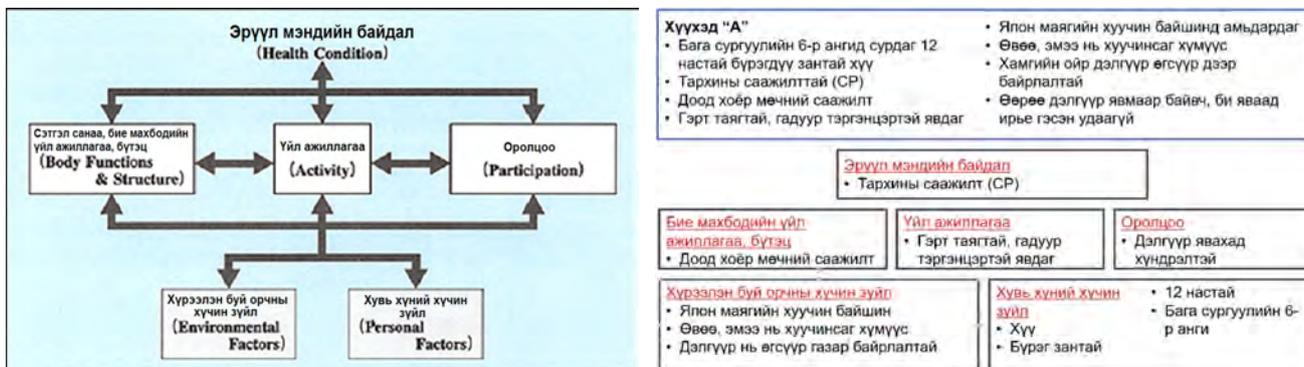 Эрүүл мэндийн байдал
(Health Condition)
Сэтгэл санаа, бие махбодийн
үйл ажиллагаа, бүтэц
(Body Functions
& Structure)
Үйл ажиллагаа
(Activity)
Оролцоо
(Participation)
Хүрээлэн буй орчны
хүчин зүйл
(Environmental
Factors)
Хувь хүний хүчин
зүйл
(Personal
Factors)
Хүүхэд "А"
• Бага сургуулийн 6-р ангид сурдаг 12
настай бүрэгдүү зантай хүү
• Тархины саажилттай (CP)
• Доод хоёр мөчний саажилт
• Гэрт таягтай, гадуур тэргэнцэртэй явдаг
• Япон маягийн хуучин байшинд амьдардаг
• Өвөө, эмээ нь хуучинсаг хүмүүс
• Хамгийн ойр дэлгүүр өгсүүр дээр
байрлалтай
• Өөрөө дэлгүүр явмаар байвч, би яваад
ирье гэсэн удаагүй
Эрүүл мэндийн байдал
• Тархины саажилт (CP)
Бие махбодийн үйл
ажиллагаа, бүтэц
• Доод хоёр мөчний саажилт
Үйл ажиллагаа
• Гэрт таягтай, гадуур
тэргэнцэртэй явдаг
Оролцоо
• Дэлгүүр явахад
хүндрэлтэй
Хүрээлэн буй орчны хүчин зүйл
• Япон маягийн хуучин байшин
• Өвөө, эмээ нь хуучинсаг хүмүүс
• Дэлгүүр нь өгсүүр газар байрлалтай
Хувь хүний хүчин
зүйл
• Хүү
• Бүрэг зантай
• 12 настай
• Бага сургуулийн 6-
р анги